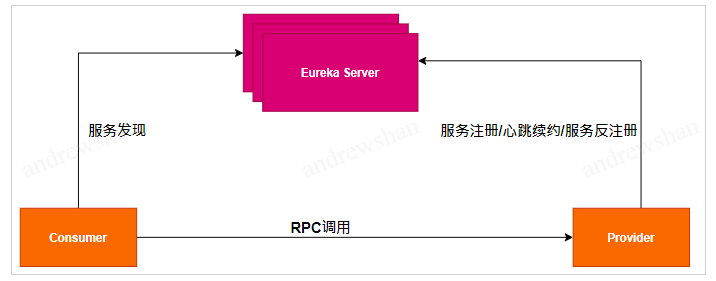 Eureka Server
服务发现
服务注册/心跳续约/服务反注册
andrewshan
andrewshan
andrewshan
Consumer
RPC调用
Provider